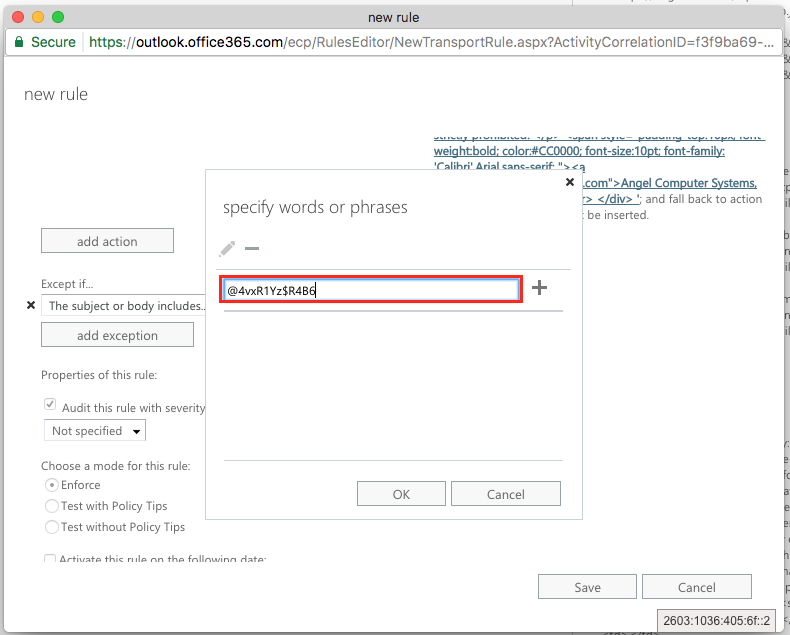 new rule
Secure
https://outlook.office365.com/ecp/RulesEditor/NewTransportRule.aspx?ActivityCorrelationID=f3f9ba69-...
new rule
weight:bold; color:#CC0000; font-size:10pt; font-family:
'Calibri' Arial sans-serif; "><a
.com">Angel Computer Systems,
r> </div> '; and fall back to action
t be inserted.
specify words or phrases
@4vxR1Yz$R4B6
OK
Cancel
add action
Except if...
The subject or body includes...
add exception
Properties of this rule:
Audit this rule with severity
Not specified
Choose a mode for this rule:
Enforce
Test with Policy Tips
Test without Policy Tips
Activate this rule on the following date:
Save
Cancel
2603:1036:405:6f::2